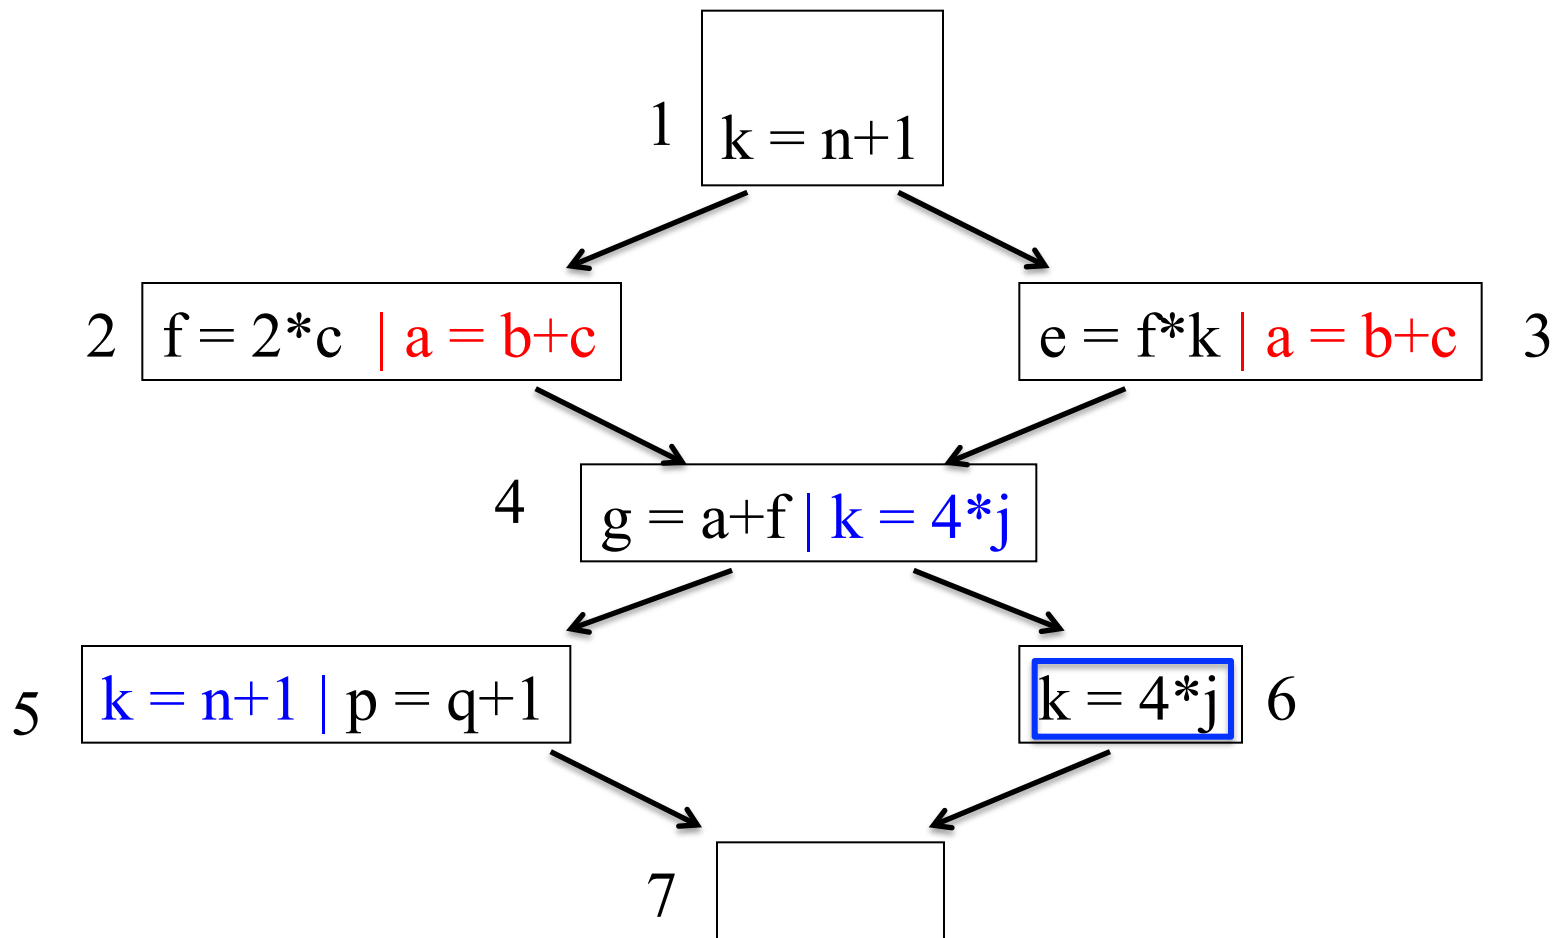 1
k = n+1
2
f = 2*c | a = b+c
e = f*k | a = b+c
3
4
g = a+f | k = 4*j
5
k = n+1 | p = q+1
k = 4*j
6
7